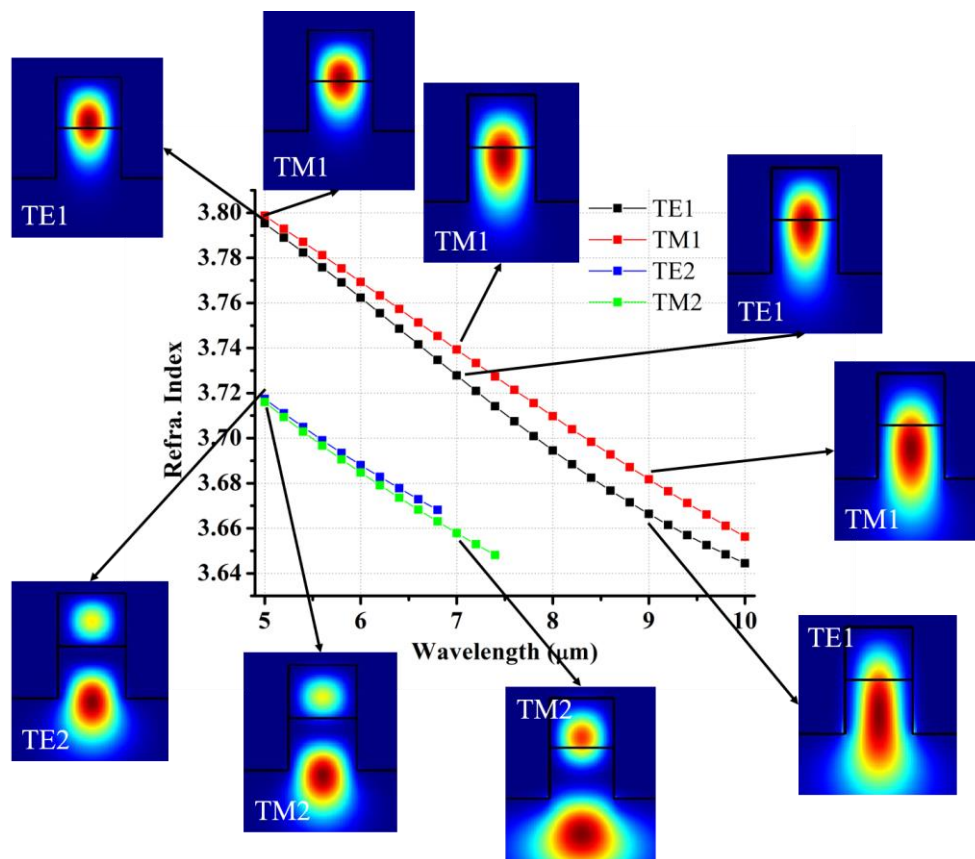 TE1
TM1
TM1
TE1
TM1
TE1
TM1
TE2
TM2
3.80
3.78
3.76
3.74
3.72
3.70
3.68
3.66
3.64
Refra. Index
5
6
7
8
9
10
Wavelength (μm)
TE2
TM2
TM2
TE1